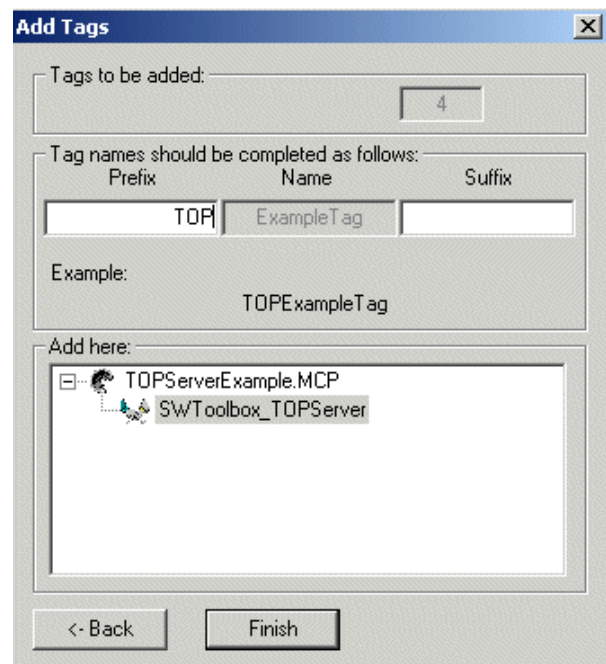 Add Tags
Tags to be added:
4
Tag names should be completed as follows:
Prefix Name Suffix
TOP ExampleTag
Example:
TOPExampleTag
Add here:
TOPServerExample.MCP
SWToolbox_TOPServer
<- Back Finish